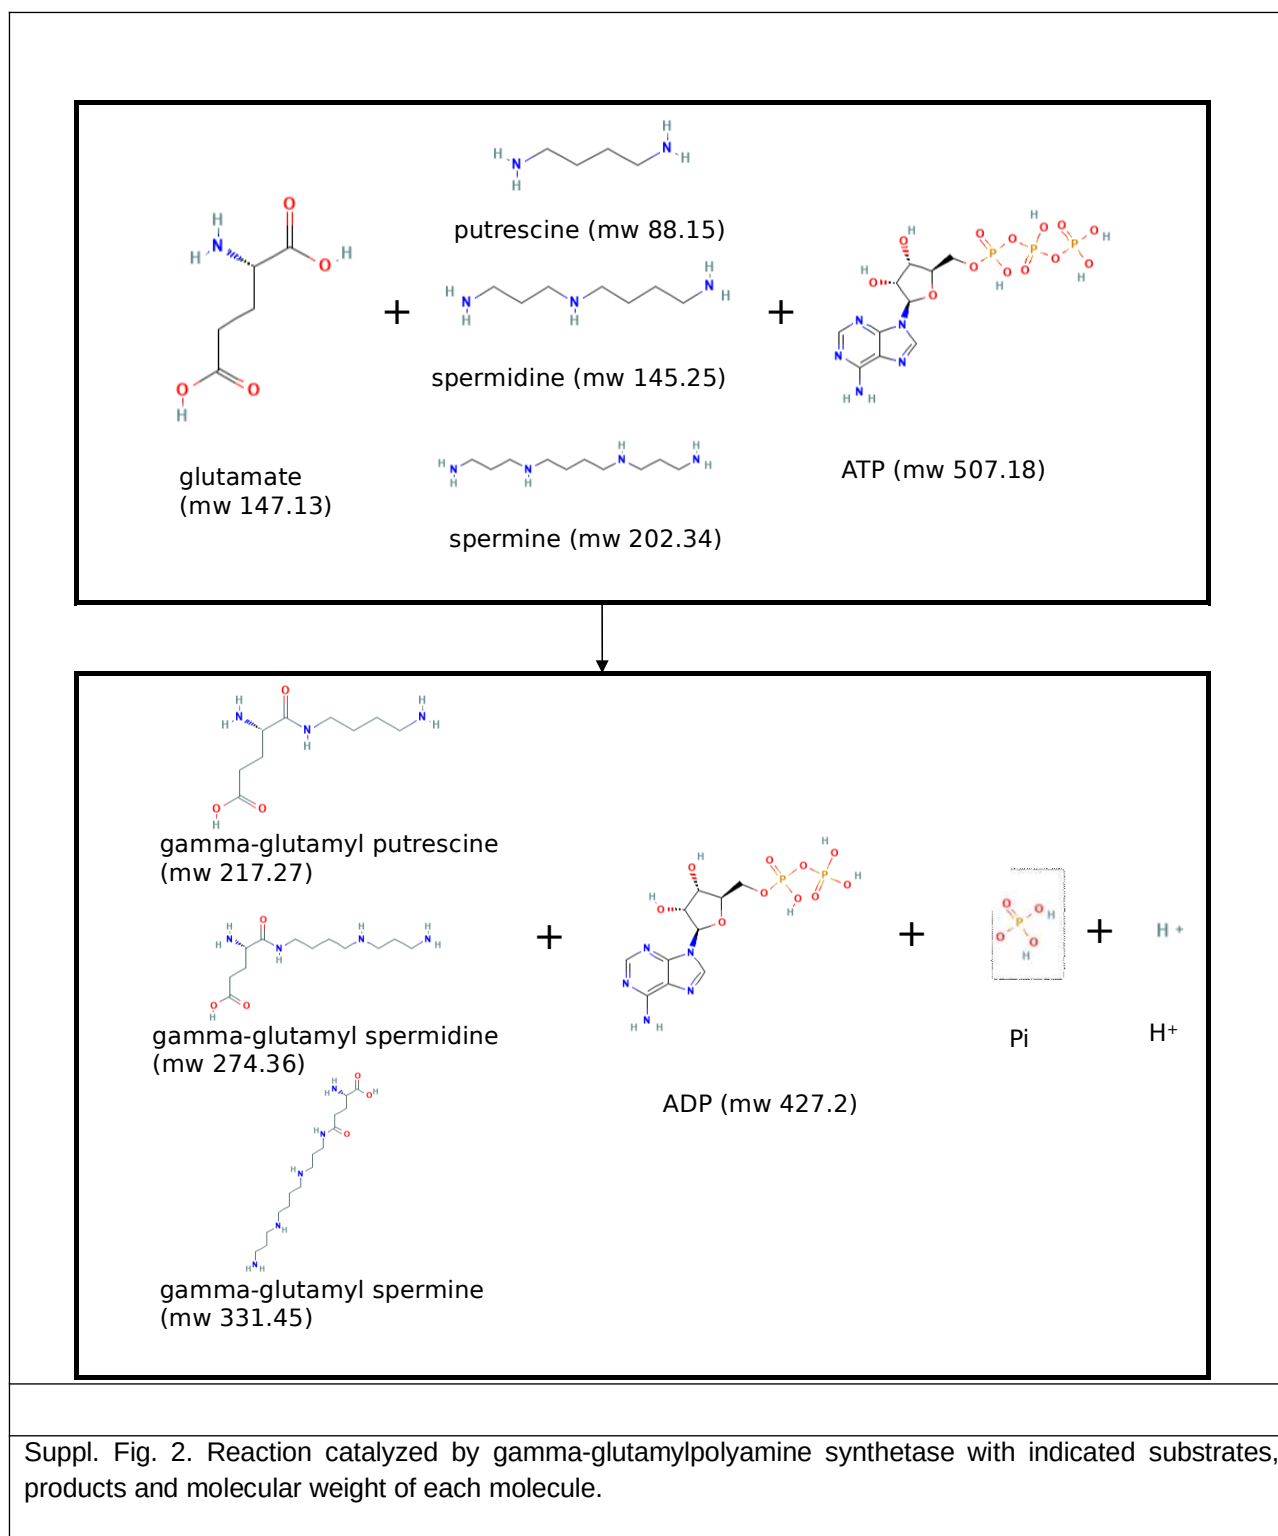 putrescine (mw 88.15)
spermidine (mw 145.25)
glutamate
(mw 147.13)
spermine (mw 202.34)
ATP (mw 507.18)
+
+
gamma-glutamyl putrescine
(mw 217.27)
gamma-glutamyl spermidine
(mw 274.36)
gamma-glutamyl spermine
(mw 331.45)
+
ADP (mw 427.2)
+
Pi
+
H +
H⁺
Suppl. Fig. 2. Reaction catalyzed by gamma-glutamylpolyamine synthetase with indicated substrates,
products and molecular weight of each molecule.